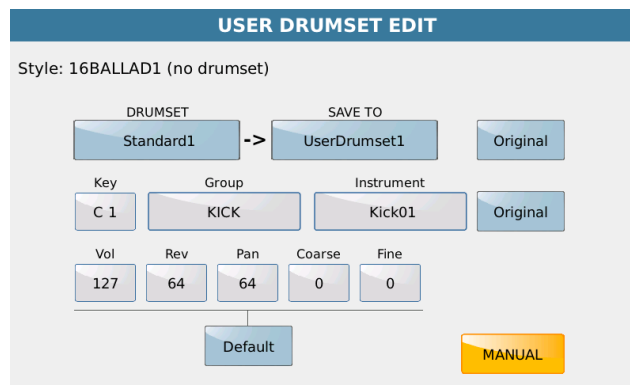 USER DRUMSET EDIT
Style: 16BALLAD1 (no drumset)
DRUMSET SAVE TO
Standard1 -> UserDrumset1 Original
Key Group Instrument
C 1 KICK Kick01 Original
Vol Rev Pan Coarse Fine
127 64 64 0 0
Default
MANUAL